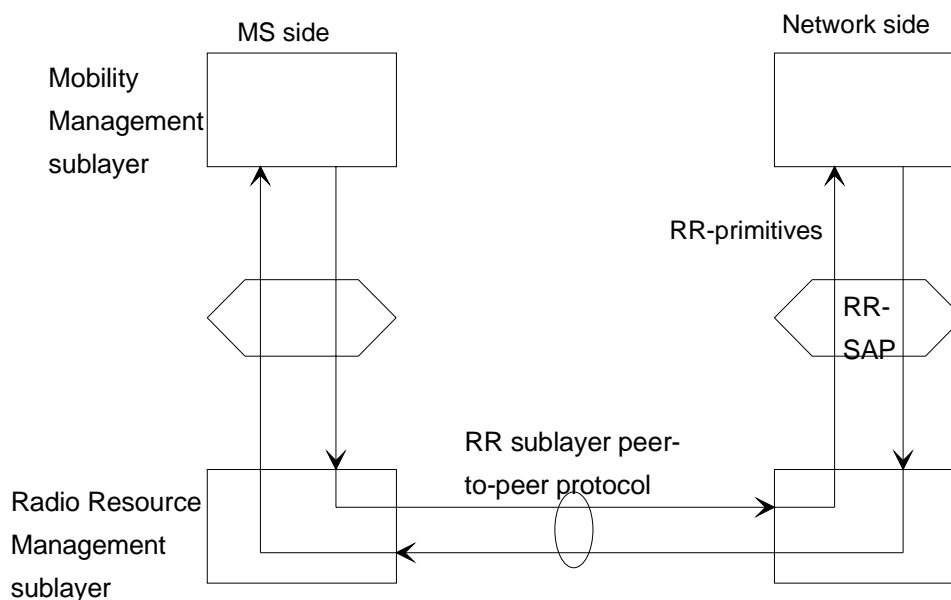 MS side
Network side
Mobility
Management
sublayer
RR-primitives
RR-
SAP
RR sublayer peer-
to-peer protocol
Radio Resource
Management
sublayer